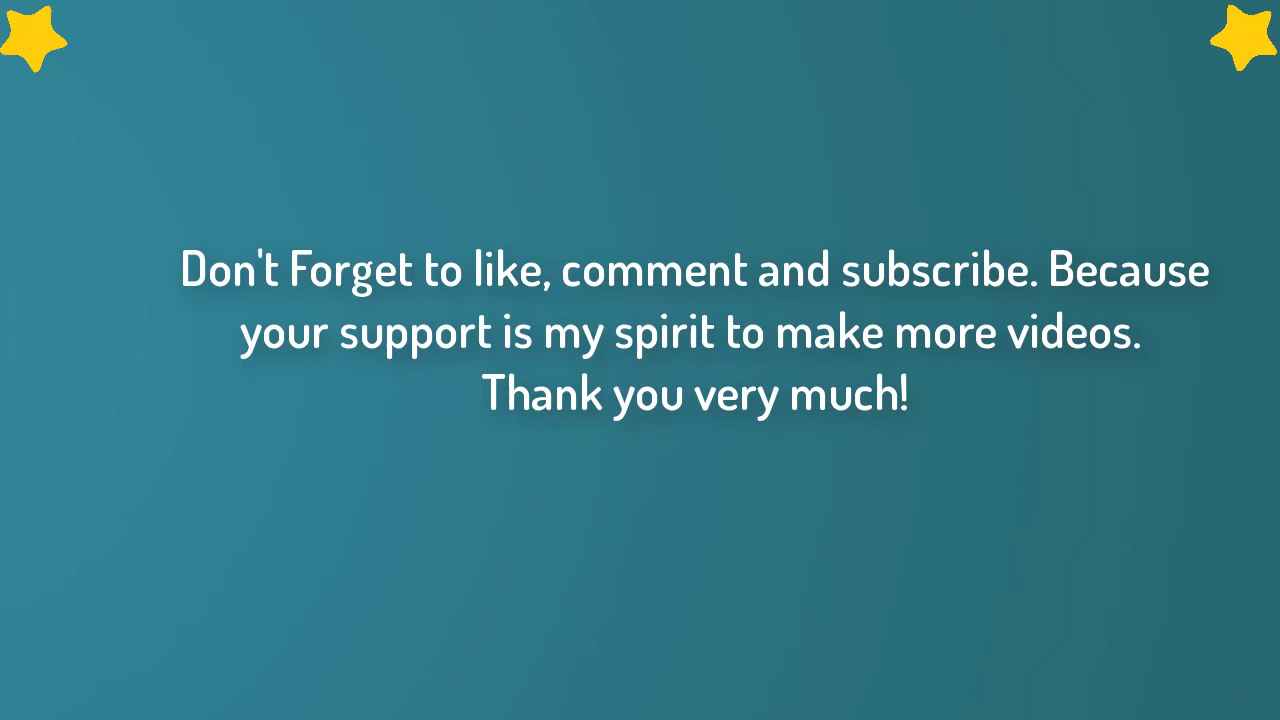 Don't Forget to like, comment and subscribe. Because
your support is my spirit to make more videos.
Thank you very much!